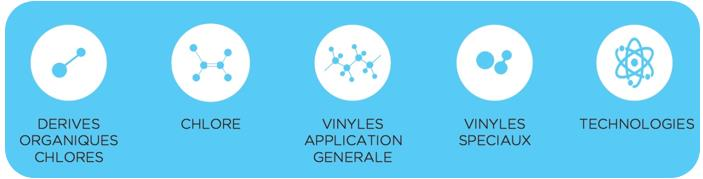 DERIVES
ORGANIQUES
CHLORES
CHLORE
VINYLES
APPLICATION
GENERALE
VINYLES
SPECIAUX
TECHNOLOGIES